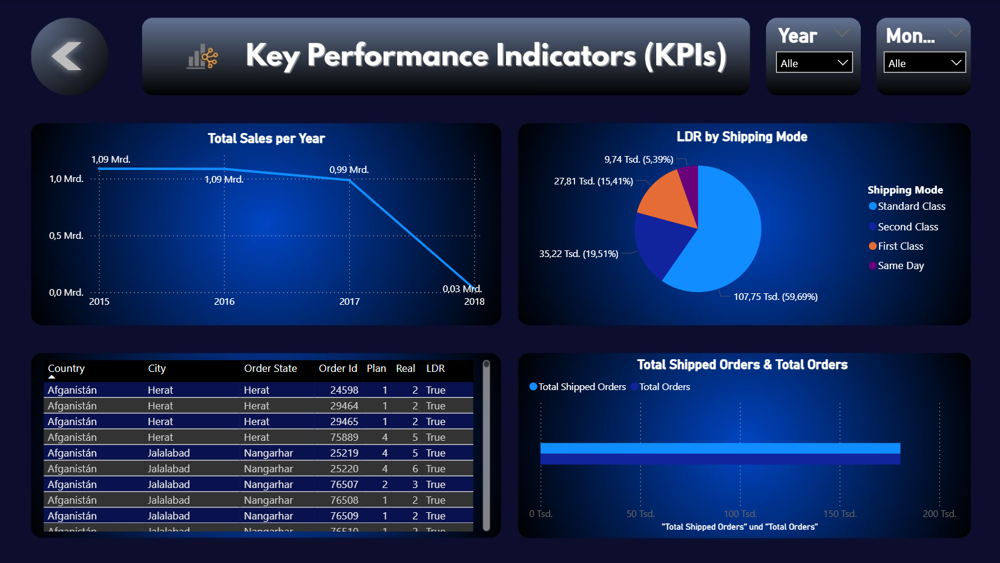 Key Performance Indicators (KPIs)
Year
Alle
Mon...
Alle
Total Sales per Year
1,09 Mrd.
1,09 Mrd.
0,99 Mrd.
0,03 Mrd.
1,0 Mrd.
0,5 Mrd.
0,0 Mrd.
2015 2016 2017 2018
LDR by Shipping Mode
9,74 Tsd. (5,39%)
27,81 Tsd. (15,41%)
35,22 Tsd. (19,51%)
107,75 Tsd. (59,69%)
Shipping Mode
Standard Class
Second Class
First Class
Same Day
Country City Order State Order Id Plan Real LDR
Afganistán Herat Herat 24598 1 2 True
Afganistán Herat Herat 29464 1 2 True
Afganistán Herat Herat 29465 1 2 True
Afganistán Herat Herat 75889 4 5 True
Afganistán Jalalabad Nangarhar 25219 4 5 True
Afganistán Jalalabad Nangarhar 25220 4 6 True
Afganistán Jalalabad Nangarhar 76507 2 3 True
Afganistán Jalalabad Nangarhar 76508 1 2 True
Afganistán Jalalabad Nangarhar 76509 1 2 True
Afganistán Jalalabad Nangarhar 76510 1 2 True
Total Shipped Orders & Total Orders
Total Shipped Orders Total Orders
0 Tsd. 50 Tsd. 100 Tsd. 150 Tsd. 200 Tsd.
"Total Shipped Orders" und "Total Orders"